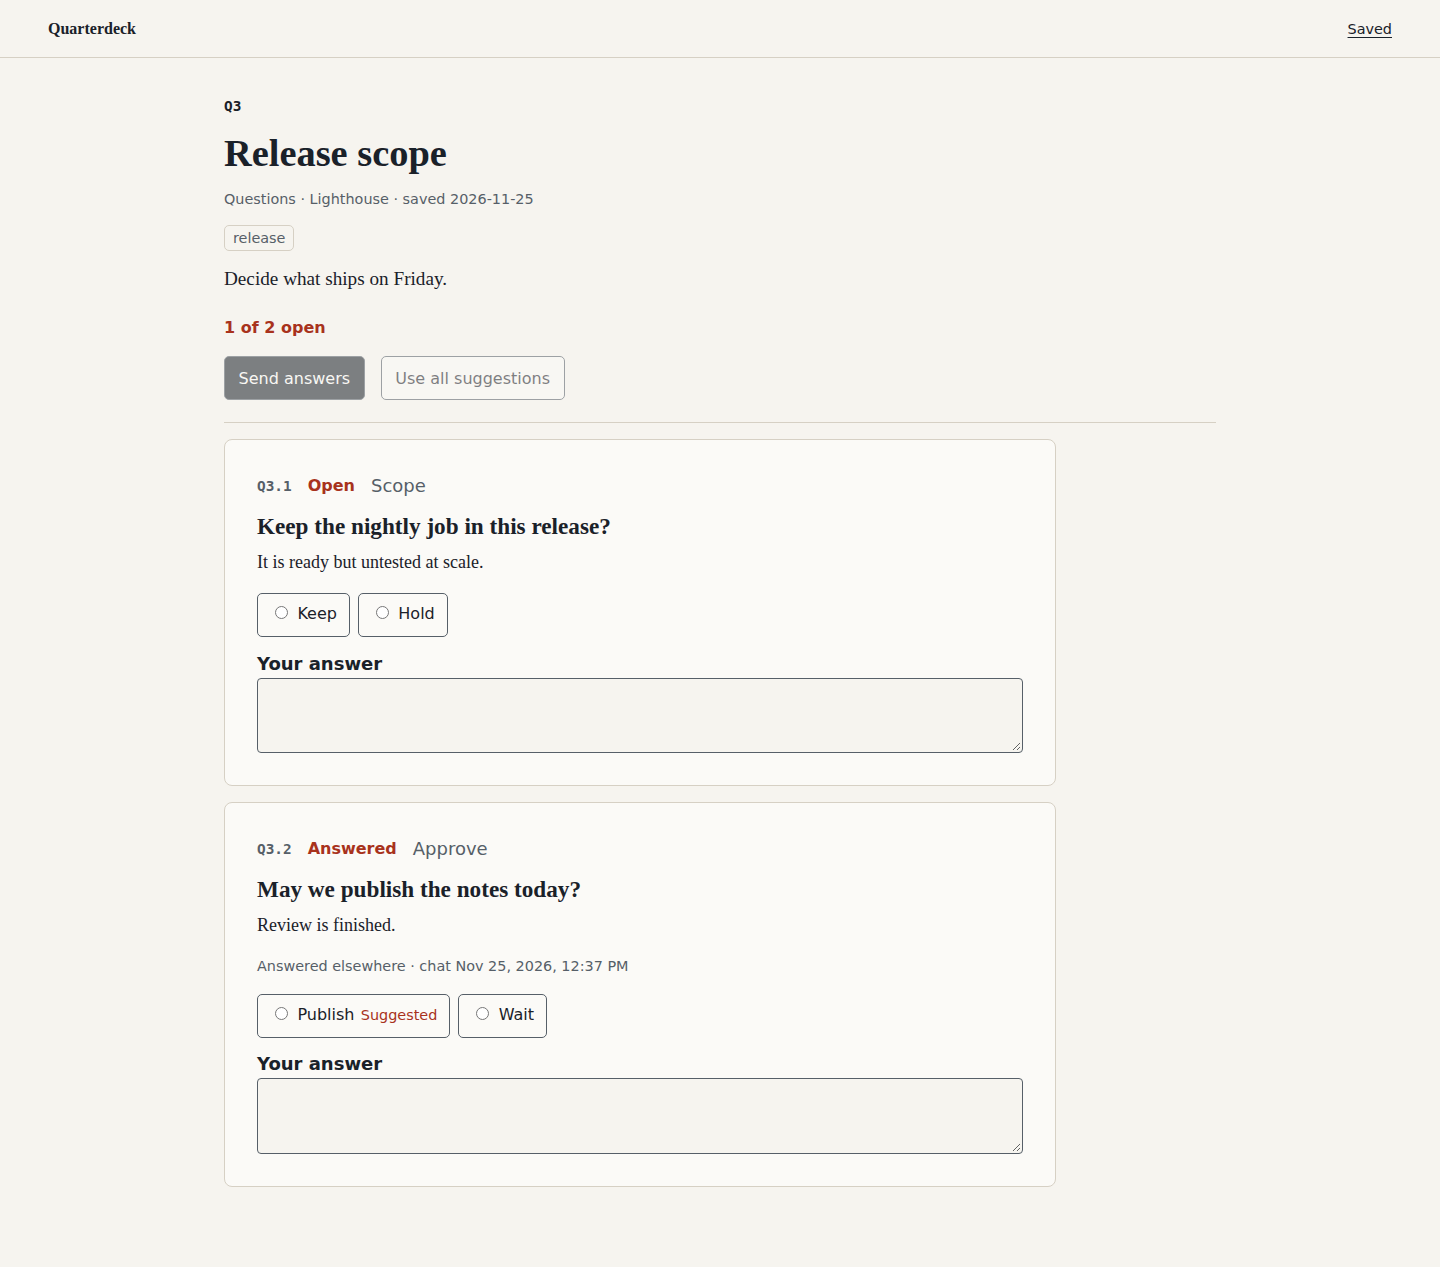 Quarterdeck
Saved
Q3
Release scope
Questions · Lighthouse · saved 2026-11-25
release
Decide what ships on Friday.
1 of 2 open
Send answers
Use all suggestions
Q3.1 Open Scope
Keep the nightly job in this release?
It is ready but untested at scale.
Keep
Hold
Your answer
Q3.2 Answered Approve
May we publish the notes today?
Review is finished.
Answered elsewhere · chat Nov 25, 2026, 12:37 PM
Publish Suggested
Wait
Your answer